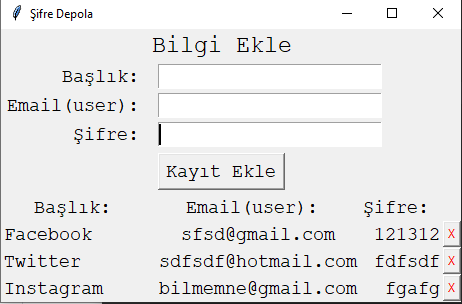 Şifre Depola
Bilgi Ekle
Başlık:
Email(user):
Şifre:
Kayıt Ekle
Başlık: Email(user): Şifre:
Facebook sfsd@gmail.com 121312 X
Twitter sdfsdf@hotmail.com fdfsdf X
Instagram bilmemne@gmail.com fgafg X